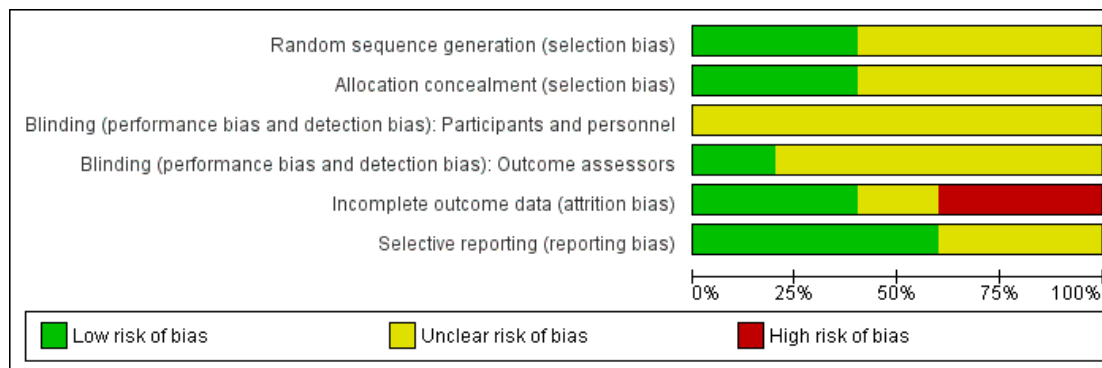 Random sequence generation (selection bias)
Allocation concealment (selection bias)
Blinding (performance bias and detection bias): Participants and personnel
Blinding (performance bias and detection bias): Outcome assessors
Incomplete outcome data (attrition bias)
Selective reporting (reporting bias)
0% 25% 50% 75% 100%
Low risk of bias Unclear risk of bias High risk of bias